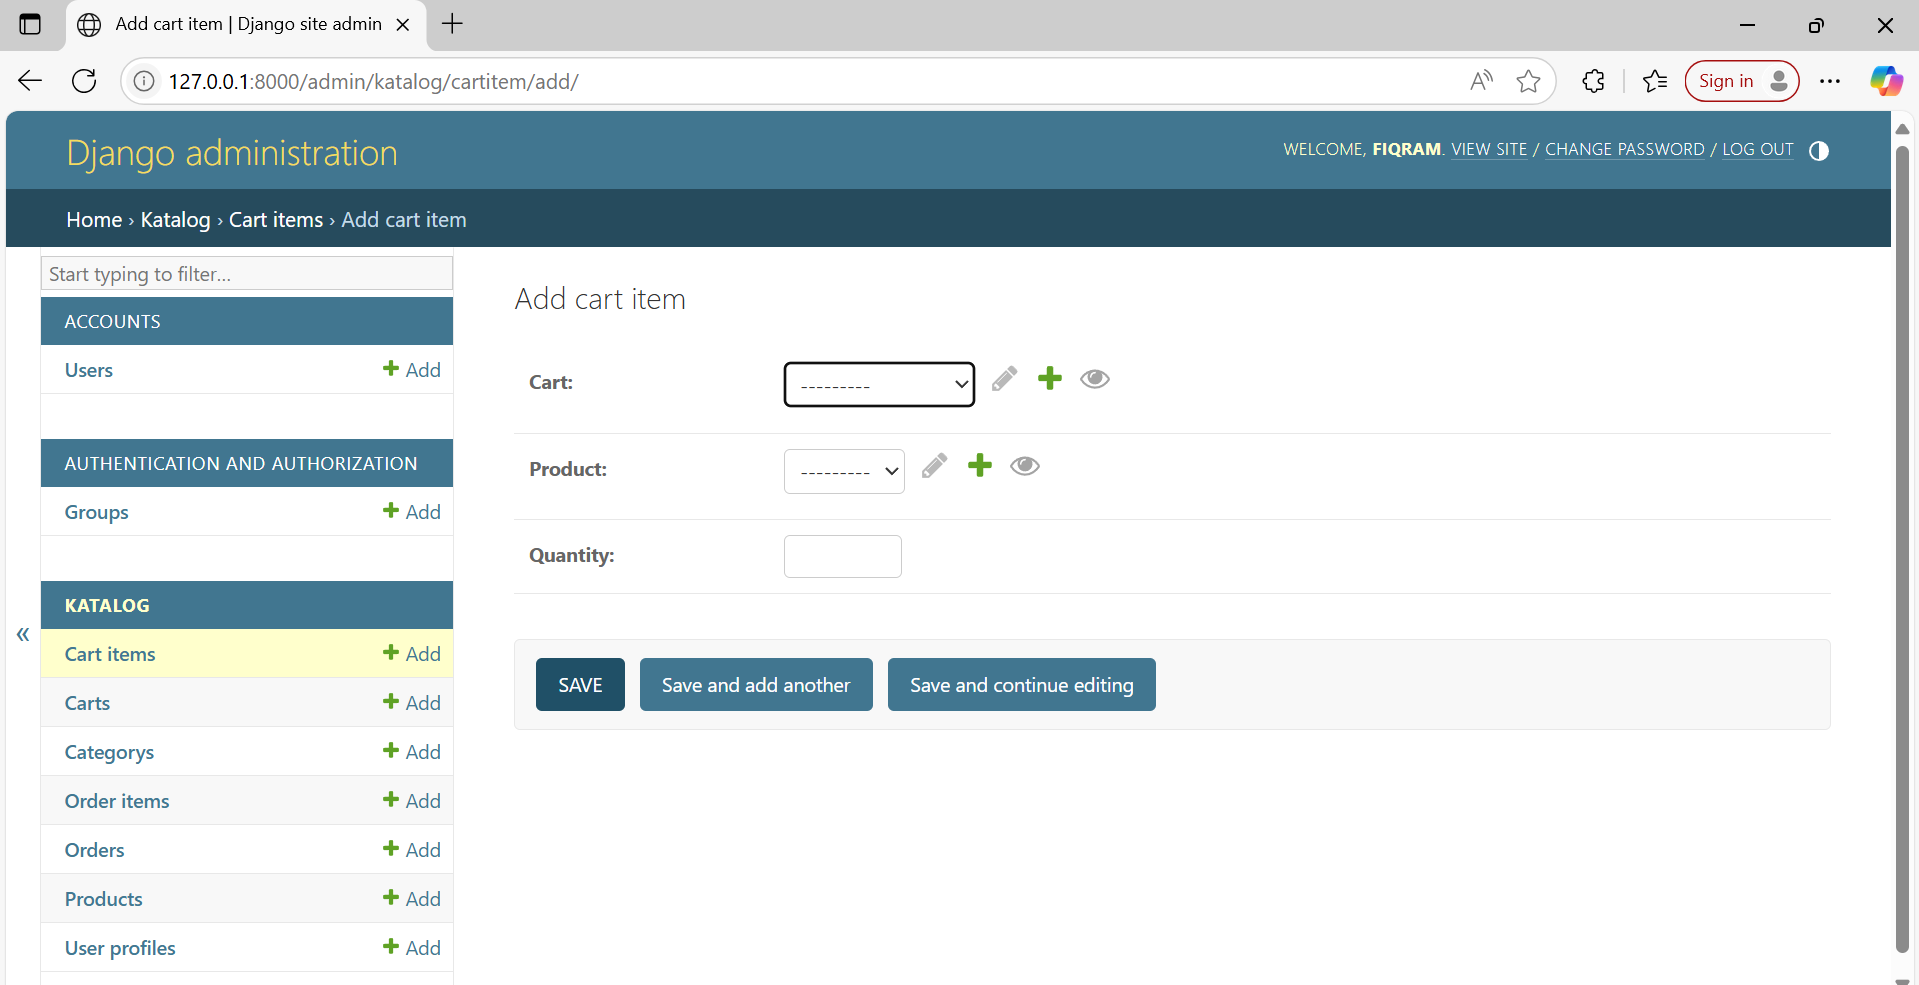 Add cart item | Django site admin
127.0.0.1:8000/admin/katalog/cartitem/add/
Sign in
Django administration
WELCOME, FIQRAM. VIEW SITE / CHANGE PASSWORD / LOG OUT
Home › Katalog › Cart items › Add cart item
Start typing to filter...
ACCOUNTS
Users
Add
AUTHENTICATION AND AUTHORIZATION
Groups
Add
KATALOG
Cart items
Add
Carts
Add
Categorys
Add
Order items
Add
Orders
Add
Products
Add
User profiles
Add
«
Add cart item
Cart:
---------
Product:
---------
Quantity:
SAVE
Save and add another
Save and continue editing